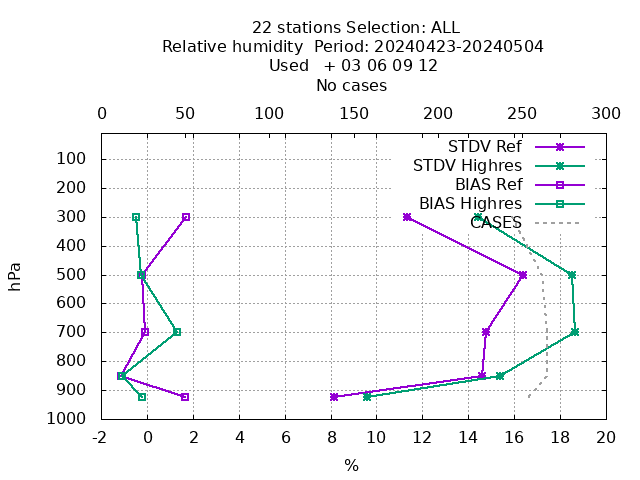 22 stations Selection: ALL
Relative humidity  Period: 20240423-20240504
Used   + 03 06 09 12
No cases
0 50 100 150 200 250 300
STDV Ref
STDV Highres
BIAS Ref
BIAS Highres
CASES
hPa
100
200
300
400
500
600
700
800
900
1000
-2 0 2 4 6 8 10 12 14 16 18 20
%